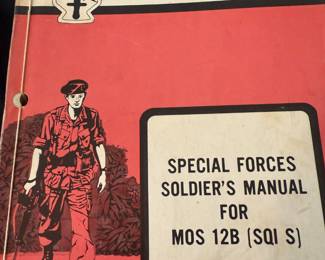 SPECIAL FORCES
SOLDIER'S MANUAL
FOR
MOS 12B (SQI S)